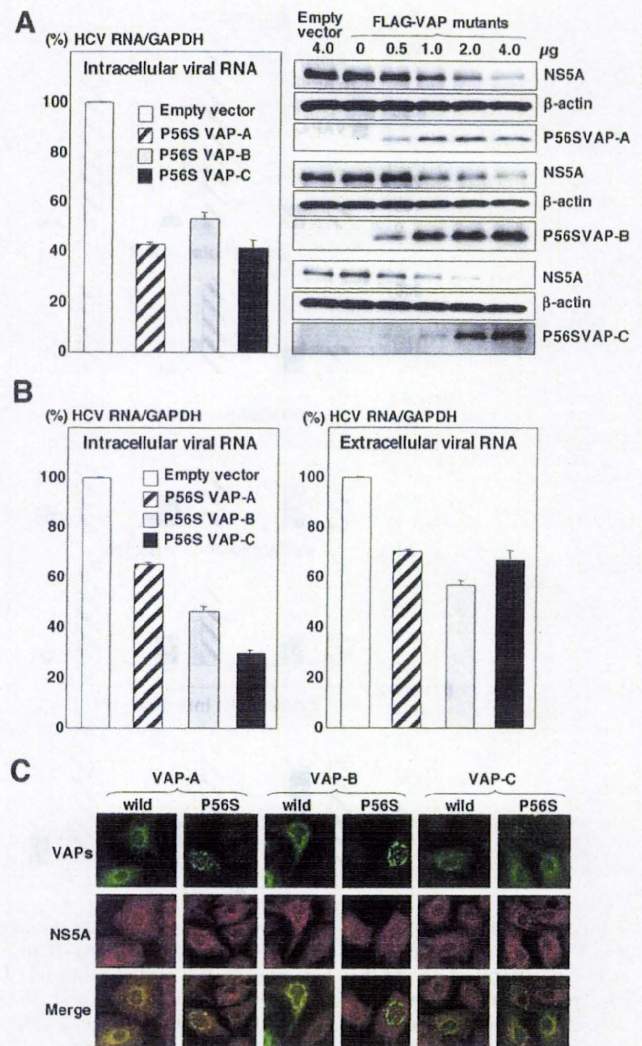 A
(%) HCV RNA/GAPDH
Intracellular viral RNA
100
80
60
40
20
0
Empty vector
P56S VAP-A
P56S VAP-B
P56S VAP-C
Empty vector
FLAG-VAP mutants
4.0 0 0.5 1.0 2.0 4.0 µg
NS5A
β-actin
P56SVAP-A
NS5A
β-actin
P56SVAP-B
NS5A
β-actin
P56SVAP-C
B
(%) HCV RNA/GAPDH
Intracellular viral RNA
100
80
60
40
20
0
Empty vector
P56S VAP-A
P56S VAP-B
P56S VAP-C
(%) HCV RNA/GAPDH
Extracellular viral RNA
100
80
60
40
20
0
C
VAP-A VAP-B VAP-C
wild P56S wild P56S wild P56S
VAPs
NS5A
Merge